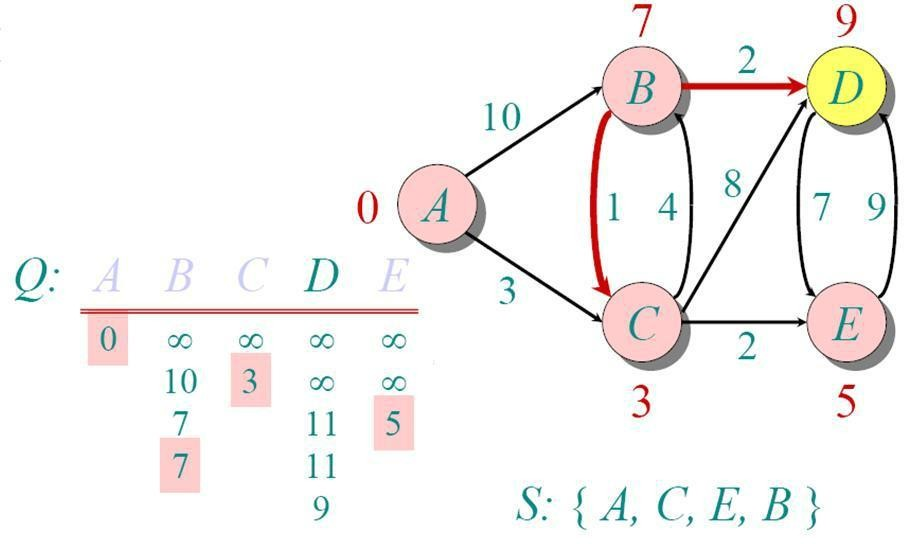 7 9
B 2 D
10
0 A 1 4 8 7 9
Q: A B C D E
3
C 2 E
0 ∞ ∞ ∞ ∞
10 3 ∞ ∞
3 5
7 11 5
7 11
9
S: { A, C, E, B }